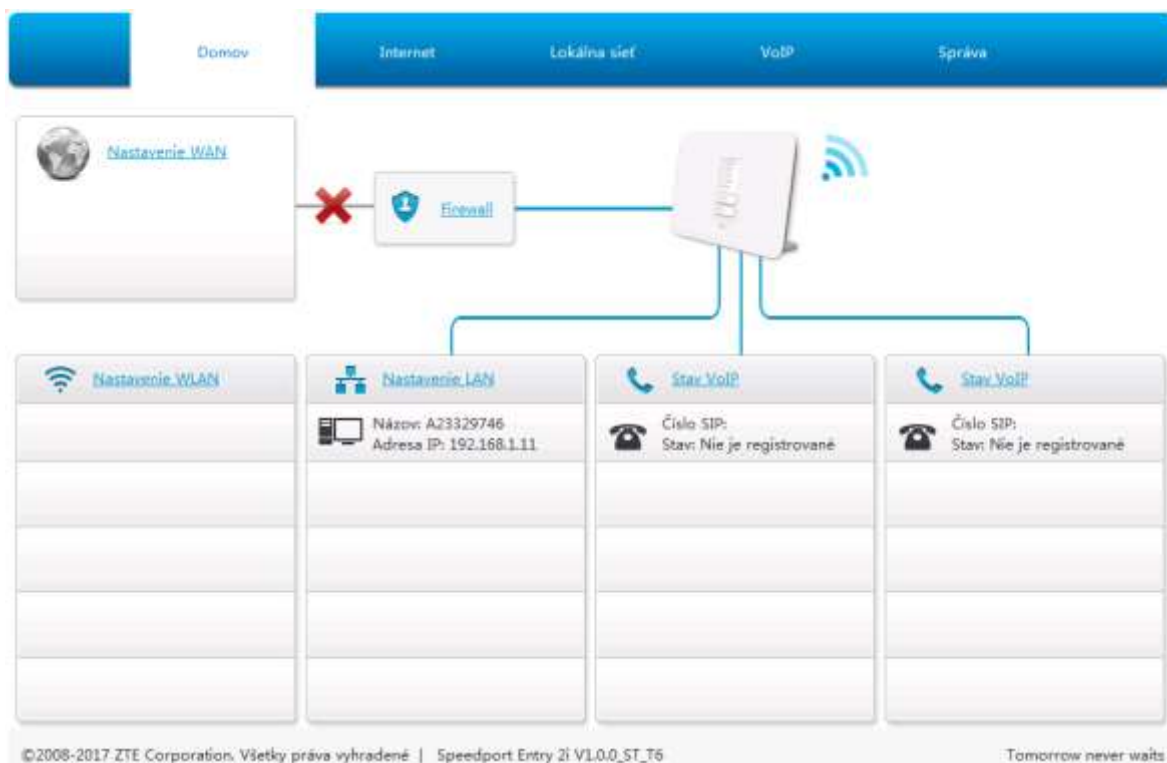 Domov
Internet
Lokálna sieť
VoIP
Správa
Nastavenie WAN
Firewall
Nastavenie WLAN
Nastavenie LAN
Stav VoIP
Stav VoIP
Názov: A23329746
Adresa IP: 192.168.1.11
Číslo SIP:
Stav: Nie je registrované
Číslo SIP:
Stav: Nie je registrované
©2008-2017 ZTE Corporation. Všetky práva vyhradené | Speedport Entry 2i V1.0.0_ST_T6
Tomorrow never waits